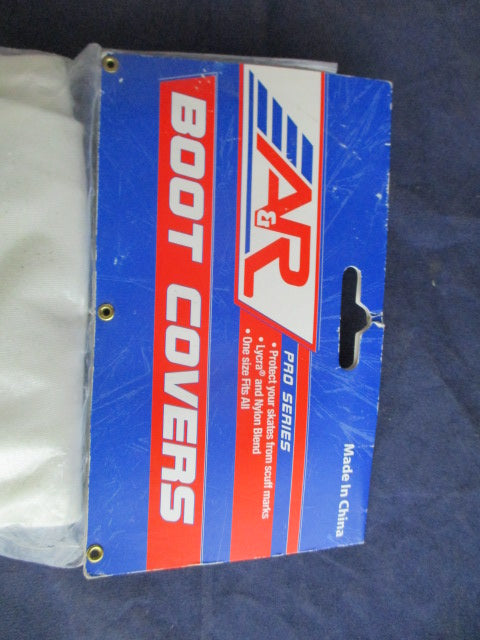 Made In China
A&R
PRO SERIES
• Protect your skates from scuff marks
• Lycra® and Nylon Blend
• One size Fits All
BOOT COVERS